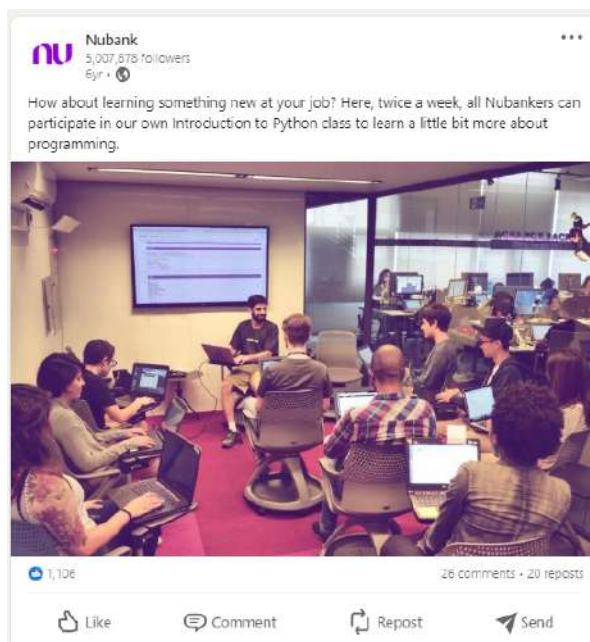 nu
Nubank
5,007,878 followers
6yr •
How about learning something new at your job? Here, twice a week, all Nubankers can
participate in our own Introduction to Python class to learn a little bit more about
programming.
1,106
26 comments • 20 reposts
Like
Comment
Repost
Send